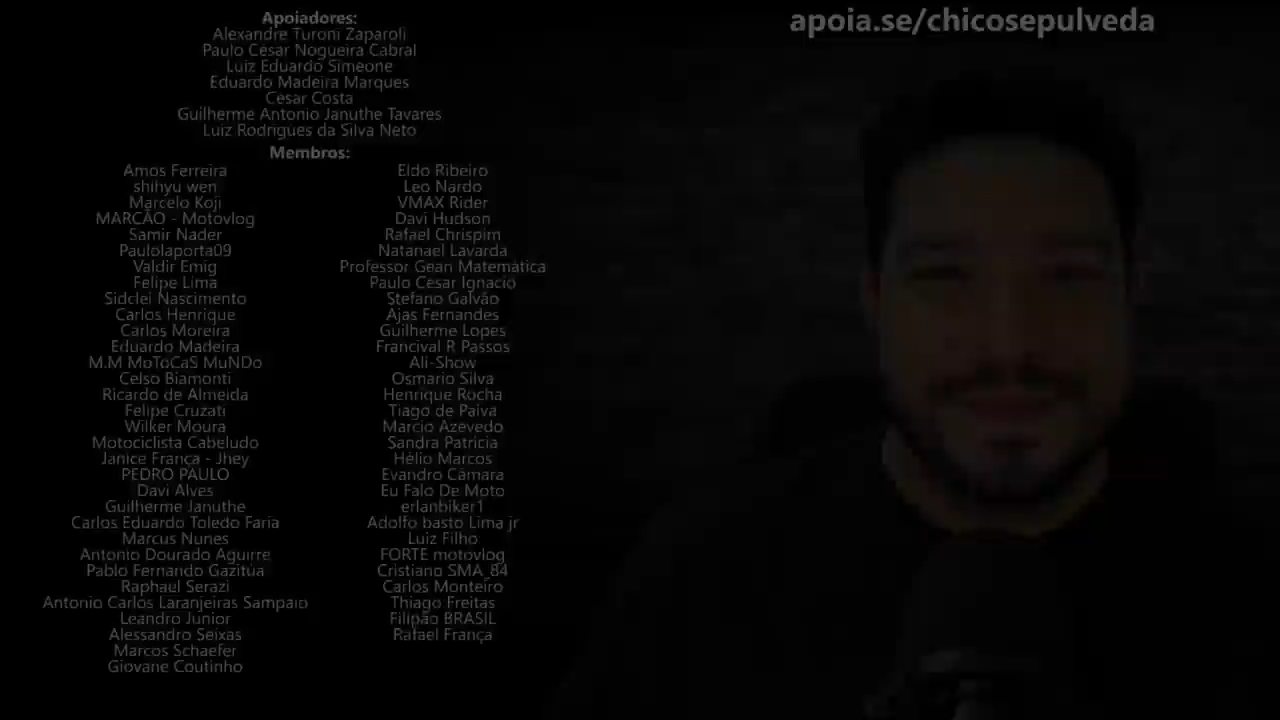 Apoiadores:
Alexandre Turoni Zaparoli
Paulo Cesar Nogueira Cabral
Luiz Eduardo Simeone
Eduardo Madeira Marques
Cesar Costa
Guilherme Antonio Januthe Tavares
Luiz Rodrigues da Silva Neto
Membros:
Amos Ferreira
shihyu wen
Marcelo Koji
MARCÃO - Motovlog
Samir Nader
Paulolaporta09
Valdir Emig
Felipe Lima
Sidclei Nascimento
Carlos Henrique
Carlos Moreira
Eduardo Madeira
M.M MoToCaS MuNDo
Celso Biamonti
Ricardo de Almeida
Felipe Cruzati
Wilker Moura
Motociclista Cabeludo
Janice França - Jhey
PEDRO PAULO
Davi Alves
Guilherme Januthe
Carlos Eduardo Toledo Faria
Marcus Nunes
Antonio Dourado Aguirre
Pablo Fernando Gazitúa
Raphael Serazi
Antonio Carlos Laranjeiras Sampaio
Leandro Junior
Alessandro Seixas
Marcos Schaefer
Giovane Coutinho
Eldo Ribeiro
Leo Nardo
VMAX Rider
Davi Hudson
Rafael Chrispim
Natanael Lavarda
Professor Gean Matemática
Paulo Cesar Ignacio
Stefano Galvão
Ajas Fernandes
Guilherme Lopes
Francival R Passos
Ali-Show
Osmario Silva
Henrique Rocha
Tiago de Paiva
Marcio Azevedo
Sandra Patricia
Hélio Marcos
Evandro Câmara
Eu Falo De Moto
erlanbiker1
Adolfo basto Lima jr
Luiz Filho
FORTE motovlog
Cristiano SMA_84
Carlos Monteiro
Thiago Freitas
Filipão BRASIL
Rafael França
apoia.se/chicosepulveda